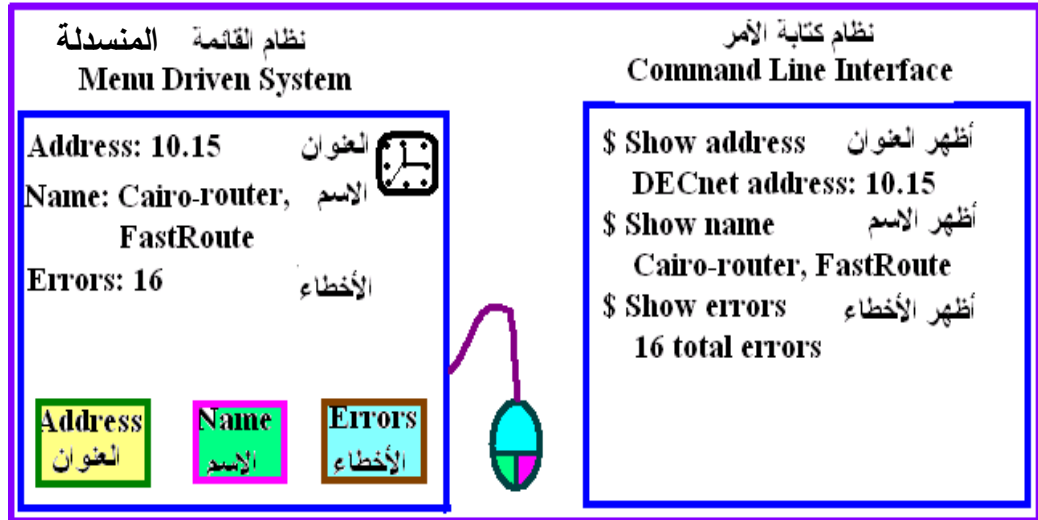 نظام القائمة المنسدلة
Menu Driven System
Address: 10.15 العنوان
Name: Cairo-router, الاسم
FastRoute
Errors: 16 الأخطاء
Address
العنوان
Name
الاسم
Errors
الأخطاء
نظام كتابة الأمر
Command Line Interface
$ Show address أظهر العنوان
DECnet address: 10.15
$ Show name أظهر الاسم
Cairo-router, FastRoute
$ Show errors أظهر الأخطاء
16 total errors